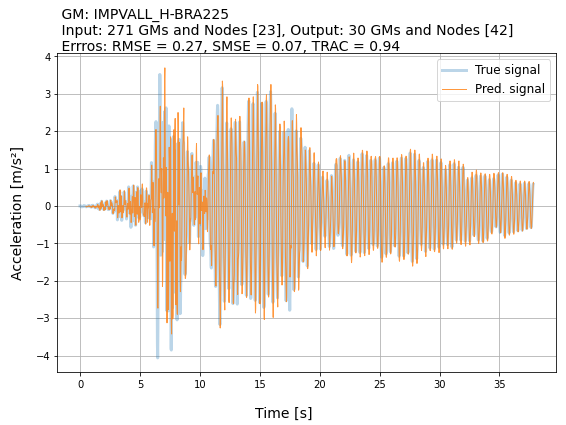 GM: IMPVALL_H-BRA225
Input: 271 GMs and Nodes [23], Output: 30 GMs and Nodes [42]
Errros: RMSE = 0.27, SMSE = 0.07, TRAC = 0.94
True signal
Pred. signal
Acceleration [m/s²]
4
3
2
1
0
−1
−2
−3
−4
0 5 10 15 20 25 30 35
Time [s]